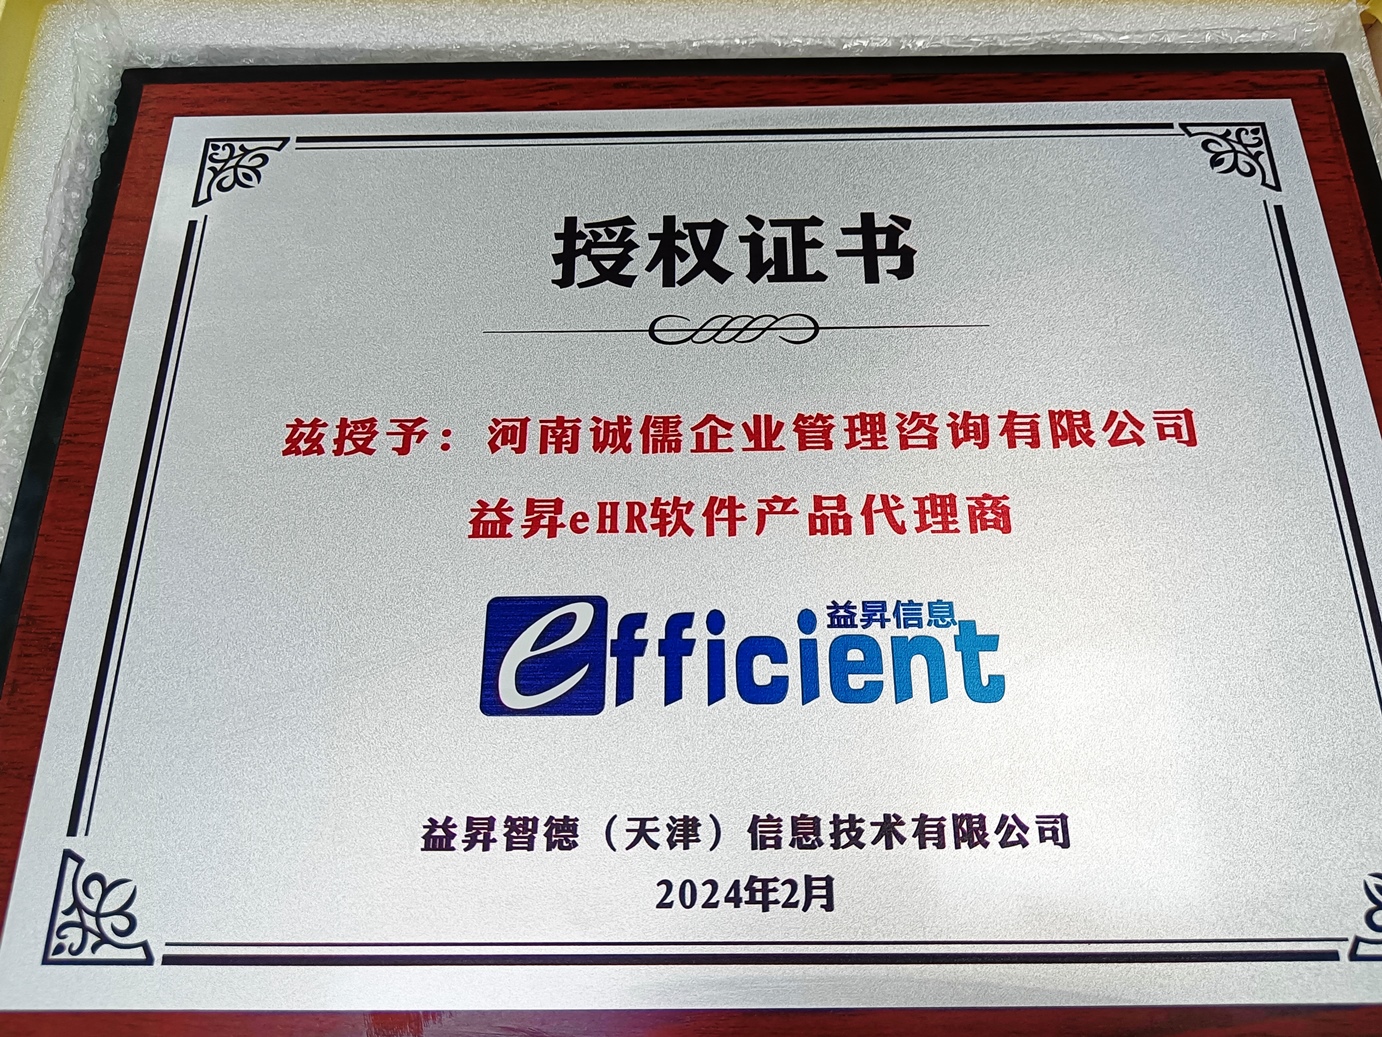 授权证书
兹授予：河南诚儒企业管理咨询有限公司
益昇eHR软件产品代理商
益昇信息
efficient
益昇智德（天津）信息技术有限公司
2024年2月